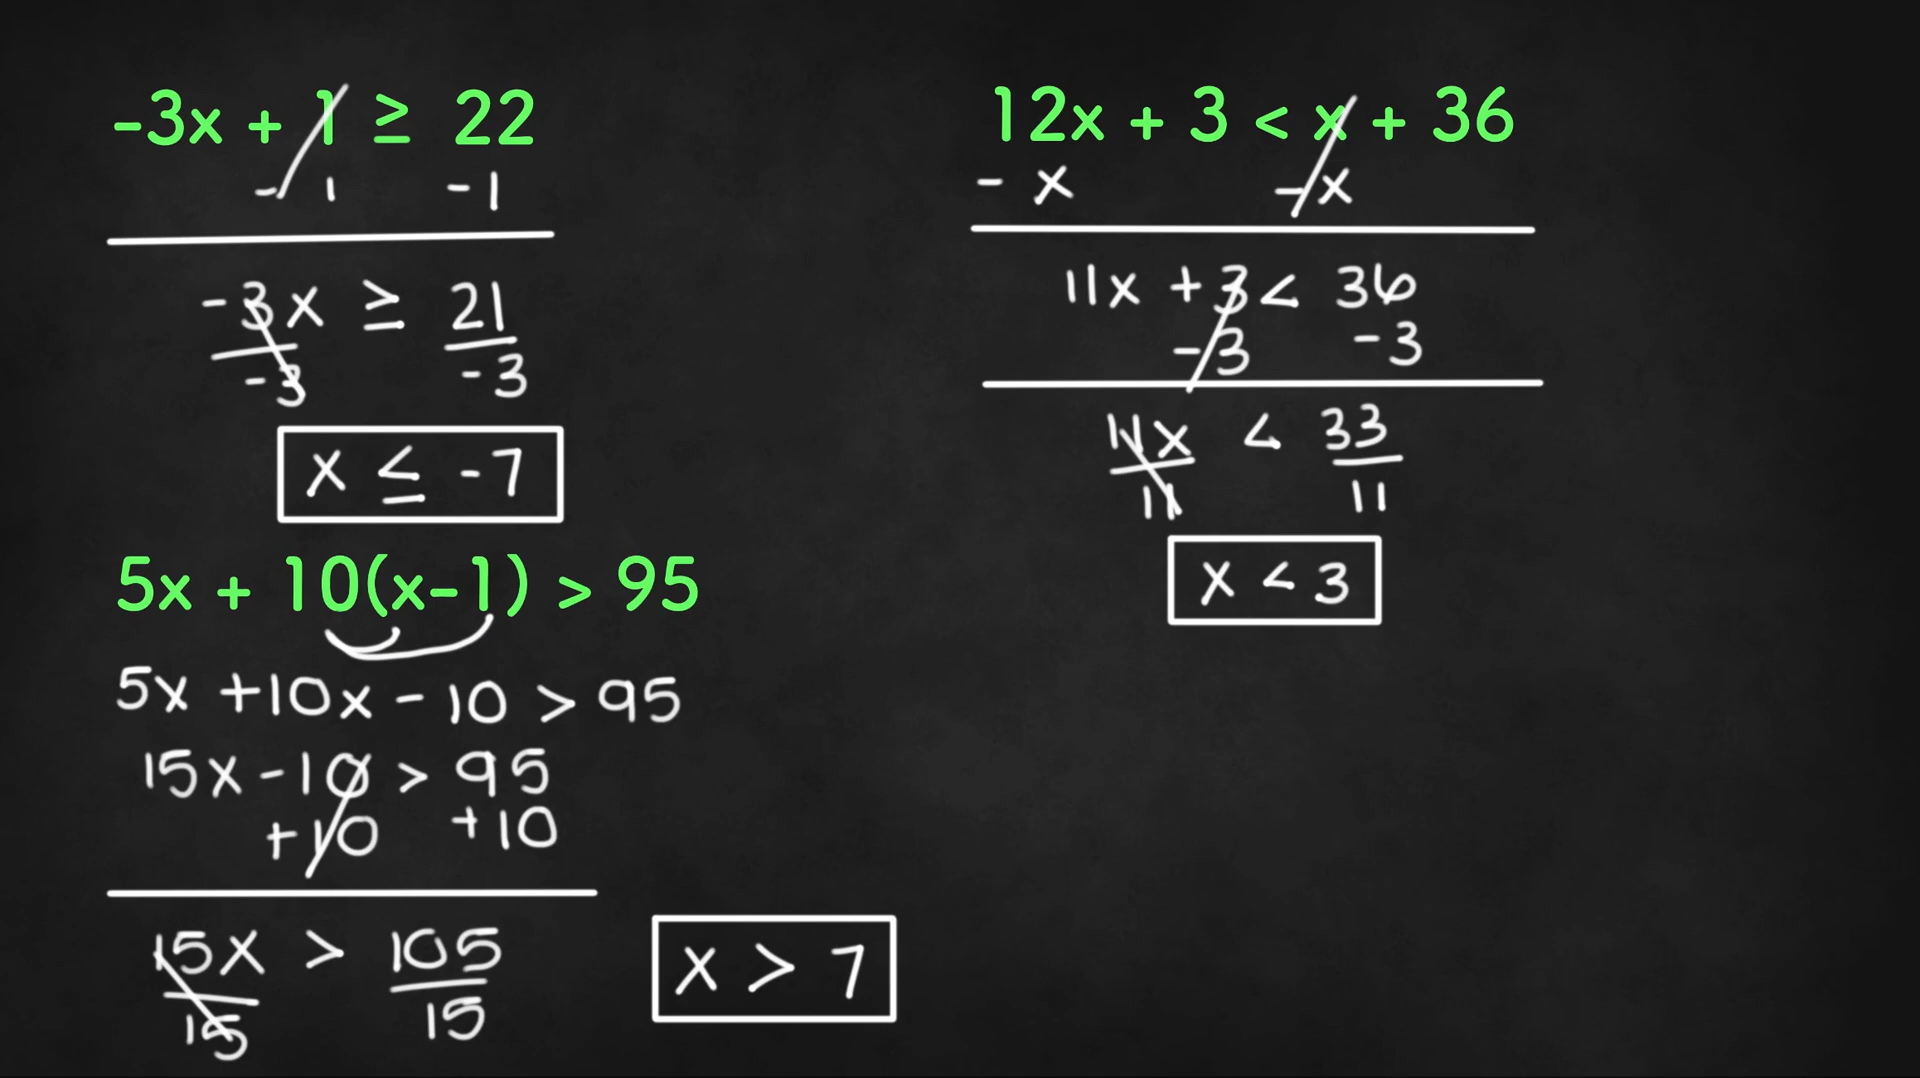 -3x + 1 ≥ 22
- 1 -1
-3x ≥ 21
-3 -3
x ≤ -7
5x + 10(x-1) > 95
5x +10x - 10 > 95
15x -10 > 95
+10 +10
15x > 105
15 15
x > 7
12x + 3 < x + 36
- x -x
11x +3 < 36
-3 -3
11x < 33
11 11
x < 3